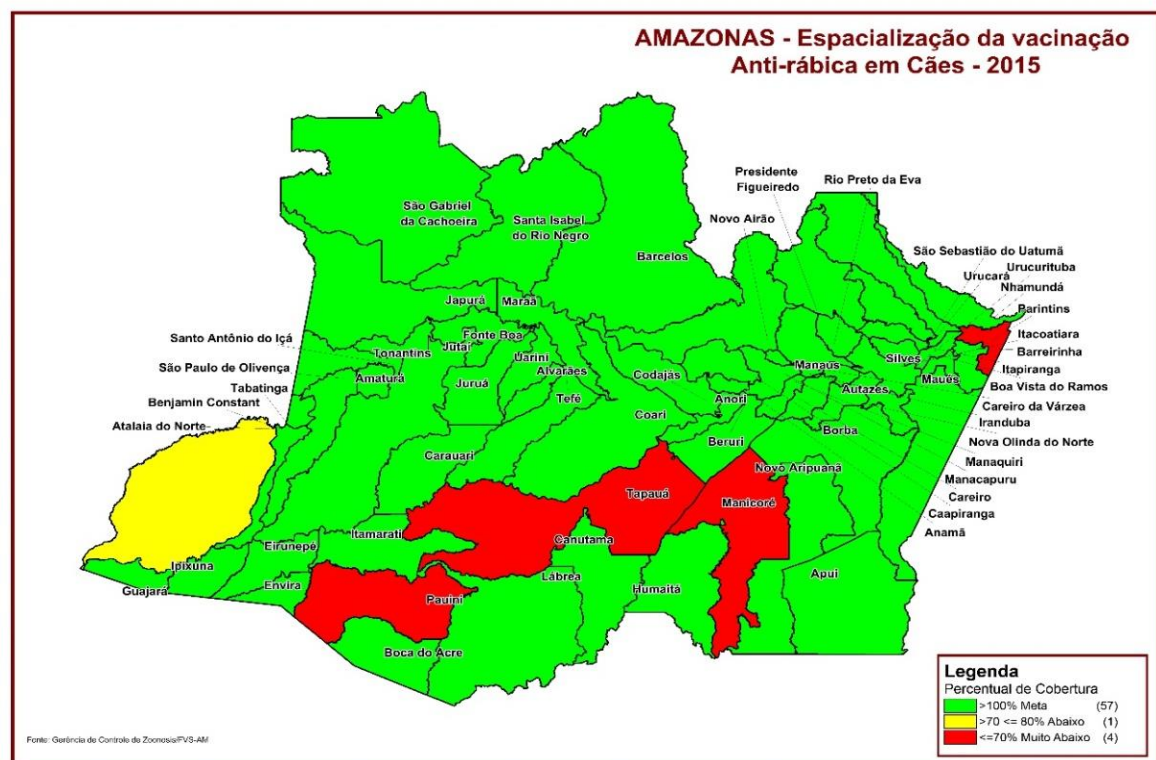 AMAZONAS - Espacialização da vacinação
Anti-rábica em Cães - 2015
Presidente
Figueiredo
Rio Preto da Eva
São Gabriel
da Cachoeira
Santa Isabel
do Rio Negro
Novo Airão
Barcelos
São Sebastião do Uatumã
Urucará
Urucurituba
Nhamundá
Parintins
Japurá
Maraã
Santo Antônio do Içá
Fonte Boa
Itacoatiara
Tonantins
Jutaí
Uarini
Silves
Barreirinha
São Paulo de Olivença
Alvarães
Codajás
Manaus
Itapiranga
Amaturá
Juruá
Maués
Boa Vista do Ramos
Tabatinga
Tefé
Anori
Autazes
Careiro da Várzea
Benjamin Constant
Coari
Iranduba
Atalaia do Norte
Beruri
Borba
Nova Olinda do Norte
Carauari
Manaquiri
Novo Aripuanã
Manacapuru
Tapauá
Manicoré
Careiro
Caapiranga
Itamarati
Canutama
Anamã
Eirunepé
Ipixuna
Guajará
Envira
Lábrea
Humaitá
Apuí
Pauini
Boca do Acre
Legenda
Percentual de Cobertura
>100% Meta (57)
>70 <= 80% Abaixo (1)
<=70% Muito Abaixo (4)
Fonte: Gerência de Controle de Zoonosis/FVS-AM